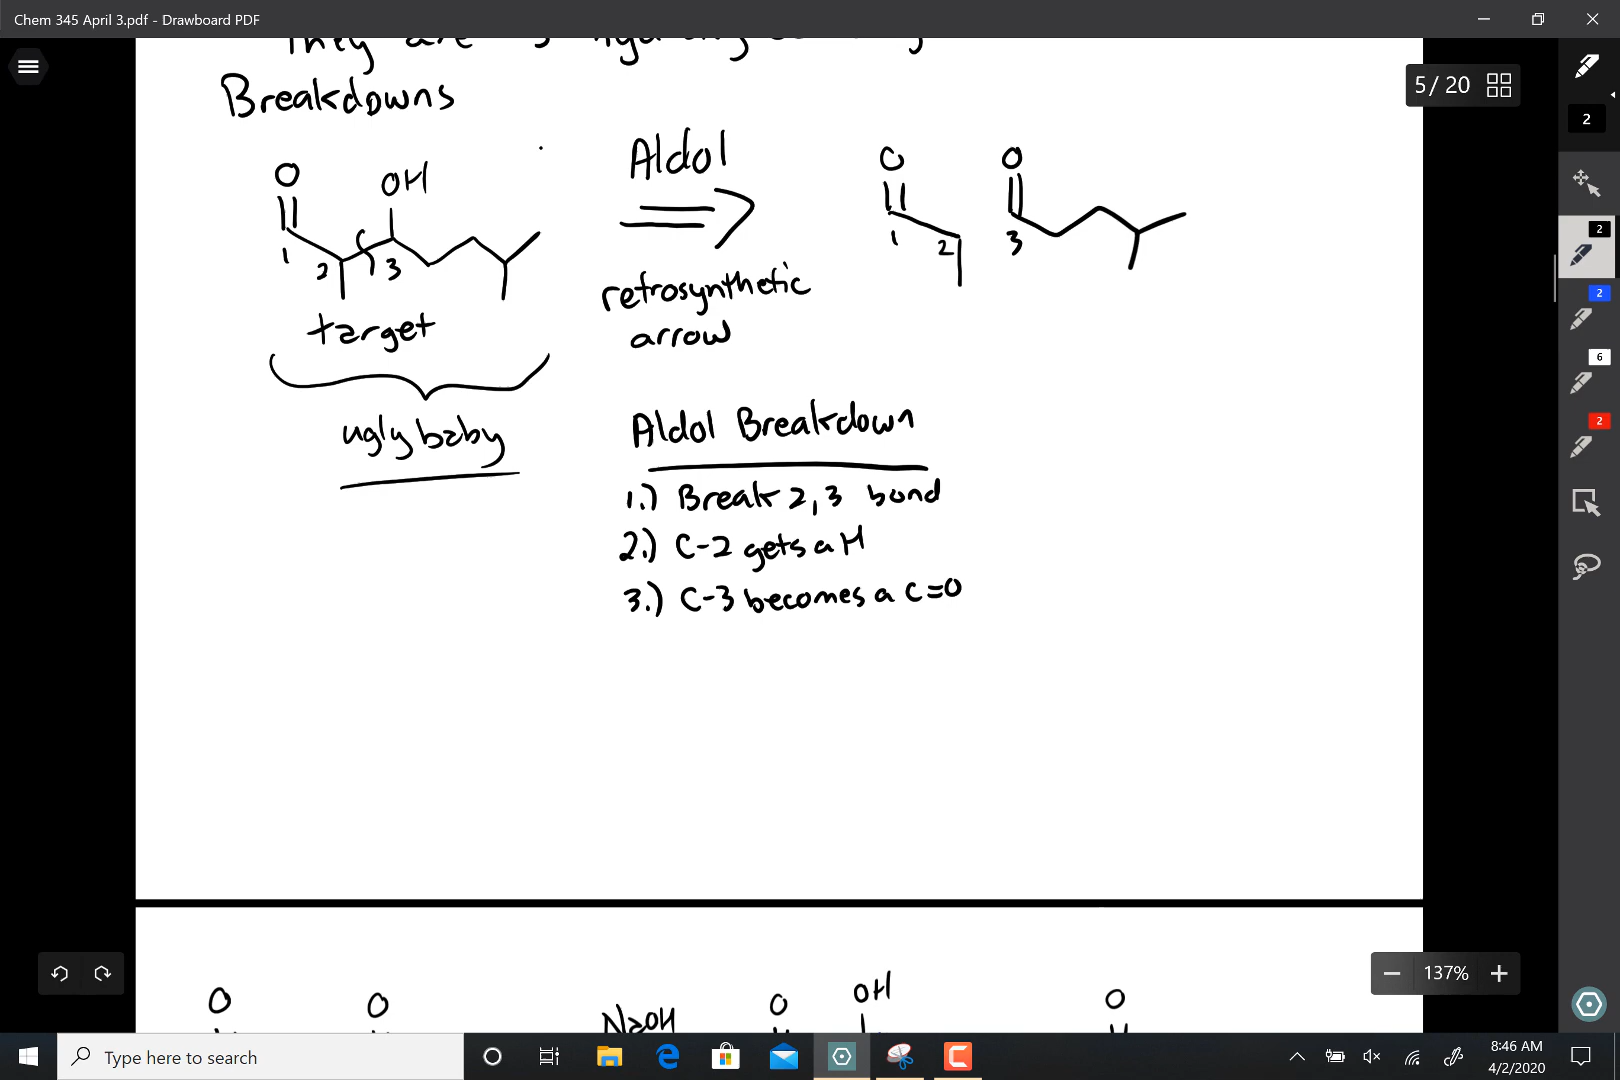 Chem 345 April 3.pdf - Drawboard PDF
They are
5 / 20
2
Breakdowns
O
OH
1
2
3
target
ugly baby
Aldol
retrosynthetic
arrow
O
O
1
2
3
Aldol Breakdown
1.) Break 2,3 bond
2.) C-2 gets a H
3.) C-3 becomes a C=O
2
2
6
2
137%
O
O
NaOH
O
OH
O
Type here to search
8:46 AM
4/2/2020